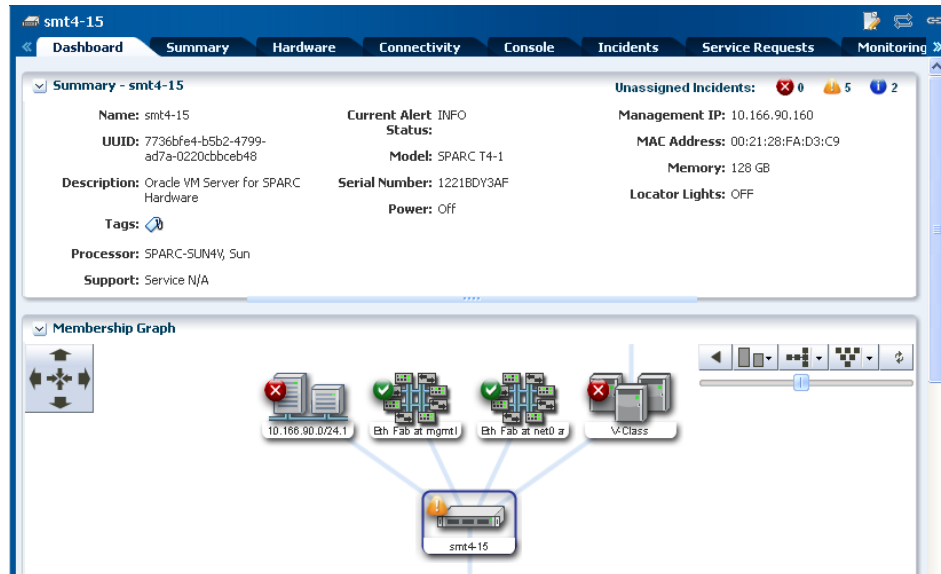 smt4-15
Dashboard Summary Hardware Connectivity Console Incidents Service Requests Monitoring
Summary - smt4-15
Unassigned Incidents: 0 5 2
Name: smt4-15
UUID: 7736bfe4-b5b2-4799-
ad7a-0220cbbceb48
Description: Oracle VM Server for SPARC
Hardware
Tags:
Processor: SPARC-SUN4V, Sun
Support: Service N/A
Current Alert INFO
Status:
Model: SPARC T4-1
Serial Number: 1221BDY3AF
Power: Off
Management IP: 10.166.90.160
MAC Address: 00:21:28:FA:D3:C9
Memory: 128 GB
Locator Lights: OFF
Membership Graph
10.166.90.0/24.1
Eth Fab at mgmtl
Eth Fab at net0 a
V-Class
smt4-15